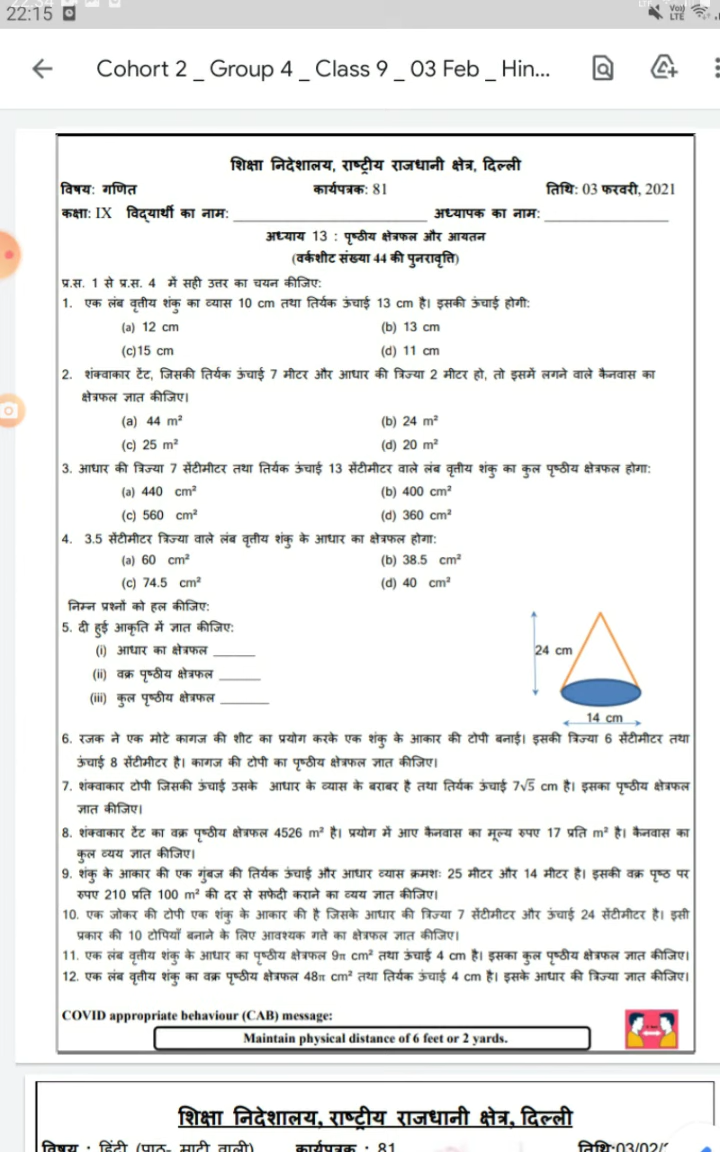 22:15
Voι) LTE
Cohort 2 _ Group 4 _ Class 9 _ 03 Feb _ Hin...
शिक्षा निदेशालय, राष्ट्रीय राजधानी क्षेत्र, दिल्ली
विषय: गणित कार्यपत्रक: 81 तिथि: 03 फरवरी, 2021
कक्षा: IX विद्यार्थी का नाम: ____________ अध्यापक का नाम: ____________
अध्याय 13 : पृष्ठीय क्षेत्रफल और आयतन
(वर्कशीट संख्या 44 की पुनरावृत्ति)
प्र.स. 1 से प्र.स. 4 में सही उत्तर का चयन कीजिए:
1. एक लंब वृतीय शंकु का व्यास 10 cm तथा तिर्यक ऊंचाई 13 cm है। इसकी ऊंचाई होगी:
(a) 12 cm (b) 13 cm
(c)15 cm (d) 11 cm
2. शंक्वाकार टेंट, जिसकी तिर्यक ऊंचाई 7 मीटर और आधार की त्रिज्या 2 मीटर हो, तो इसमें लगने वाले कैनवास का
क्षेत्रफल ज्ञात कीजिए।
(a) 44 m² (b) 24 m²
(c) 25 m² (d) 20 m²
3. आधार की त्रिज्या 7 सेंटीमीटर तथा तिर्यक ऊंचाई 13 सेंटीमीटर वाले लंब वृतीय शंकु का कुल पृष्ठीय क्षेत्रफल होगा:
(a) 440 cm² (b) 400 cm²
(c) 560 cm² (d) 360 cm²
4. 3.5 सेंटीमीटर त्रिज्या वाले लंब वृतीय शंकु के आधार का क्षेत्रफल होगा:
(a) 60 cm² (b) 38.5 cm²
(c) 74.5 cm² (d) 40 cm²
निम्न प्रश्नों को हल कीजिए:
5. दी हुई आकृति में ज्ञात कीजिए:
(i) आधार का क्षेत्रफल ______
(ii) वक्र पृष्ठीय क्षेत्रफल ______
(iii) कुल पृष्ठीय क्षेत्रफल ______
24 cm
14 cm
6. रजक ने एक मोटे कागज की शीट का प्रयोग करके एक शंकु के आकार की टोपी बनाई। इसकी त्रिज्या 6 सेंटीमीटर तथा
ऊंचाई 8 सेंटीमीटर है। कागज की टोपी का पृष्ठीय क्षेत्रफल ज्ञात कीजिए।
7. शंक्वाकार टोपी जिसकी ऊंचाई उसके आधार के व्यास के बराबर है तथा तिर्यक ऊंचाई 7√5 cm है। इसका पृष्ठीय क्षेत्रफल
ज्ञात कीजिए।
8. शंक्वाकार टेंट का वक्र पृष्ठीय क्षेत्रफल 4526 m² है। प्रयोग में आए कैनवास का मूल्य रुपए 17 प्रति m² है। कैनवास का
कुल व्यय ज्ञात कीजिए।
9. शंकु के आकार की एक गुंबज की तिर्यक ऊंचाई और आधार व्यास क्रमशः 25 मीटर और 14 मीटर है। इसकी वक्र पृष्ठ पर
रुपए 210 प्रति 100 m² की दर से सफेदी कराने का व्यय ज्ञात कीजिए।
10. एक जोकर की टोपी एक शंकु के आकार की है जिसके आधार की त्रिज्या 7 सेंटीमीटर और ऊंचाई 24 सेंटीमीटर है। इसी
प्रकार की 10 टोपियाँ बनाने के लिए आवश्यक गत्ते का क्षेत्रफल ज्ञात कीजिए।
11. एक लंब वृतीय शंकु के आधार का पृष्ठीय क्षेत्रफल 9π cm² तथा ऊंचाई 4 cm है। इसका कुल पृष्ठीय क्षेत्रफल ज्ञात कीजिए।
12. एक लंब वृतीय शंकु का वक्र पृष्ठीय क्षेत्रफल 48π cm² तथा तिर्यक ऊंचाई 4 cm है। इसके आधार की त्रिज्या ज्ञात कीजिए।
COVID appropriate behaviour (CAB) message:
Maintain physical distance of 6 feet or 2 yards.
शिक्षा निदेशालय, राष्ट्रीय राजधानी क्षेत्र, दिल्ली
विषय : हिंदी (पाठ- माटी वाली) कार्यपत्रक : 81 तिथि:03/02/